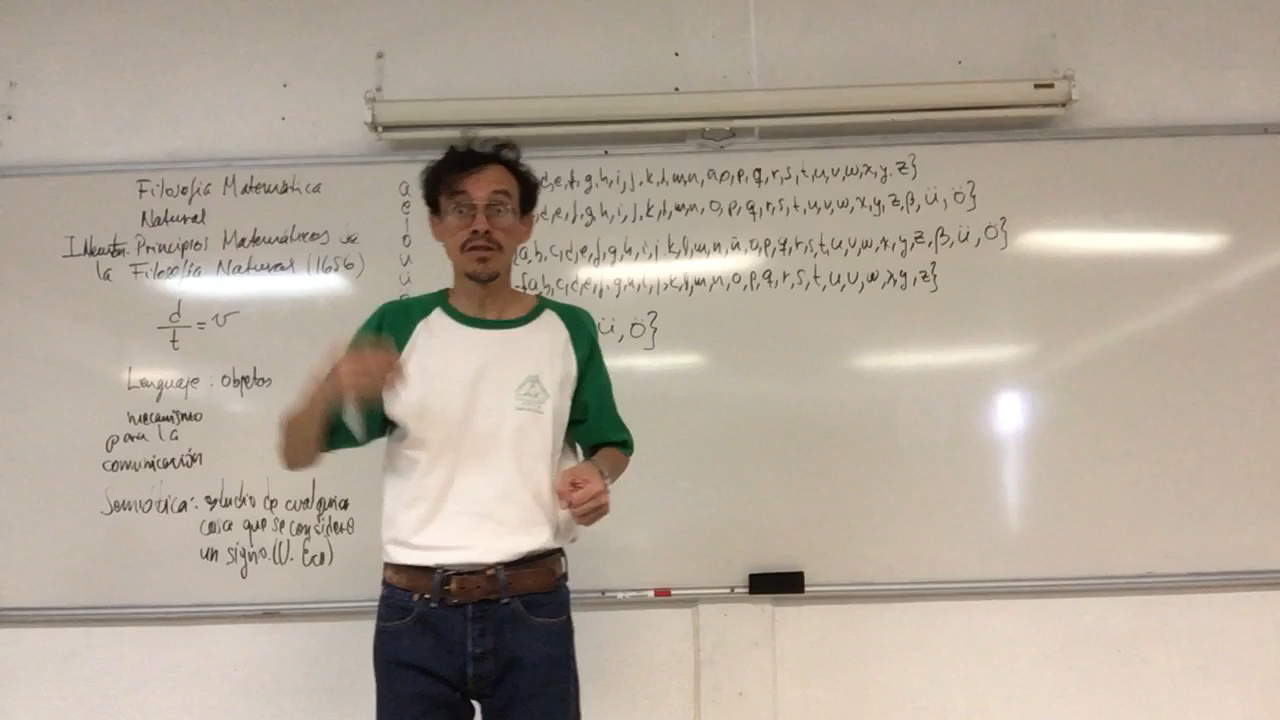 Filosofía Matemática
Natural
I. Newton. Principios Matemáticos de
la Filosofía Natural (1656)
d
t
= v
Lenguaje : objetos
mecanismo
para la
comunicación
Semiótica: estudio de cualquier
cosa que se considere
un signo. (U. Eco)
a
e
i
o
u
ü
d,e,f,g,h,i,j,k,l,m,n,ñ,o,p,q,r,s,t,u,v,w,x,y,z}
d,e,f,g,h,i,j,k,l,m,n,o,p,q,r,s,t,u,v,w,x,y,z,β,ü,ö}
{a,b,c,d,e,f,g,h,i,j,k,l,m,n,ñ,o,p,q,r,s,t,u,v,w,x,y,z,β,ü,ö}
{a,b,c,d,e,f,g,h,i,j,k,l,m,n,o,p,q,r,s,t,u,v,w,x,y,z}
ü,ö}